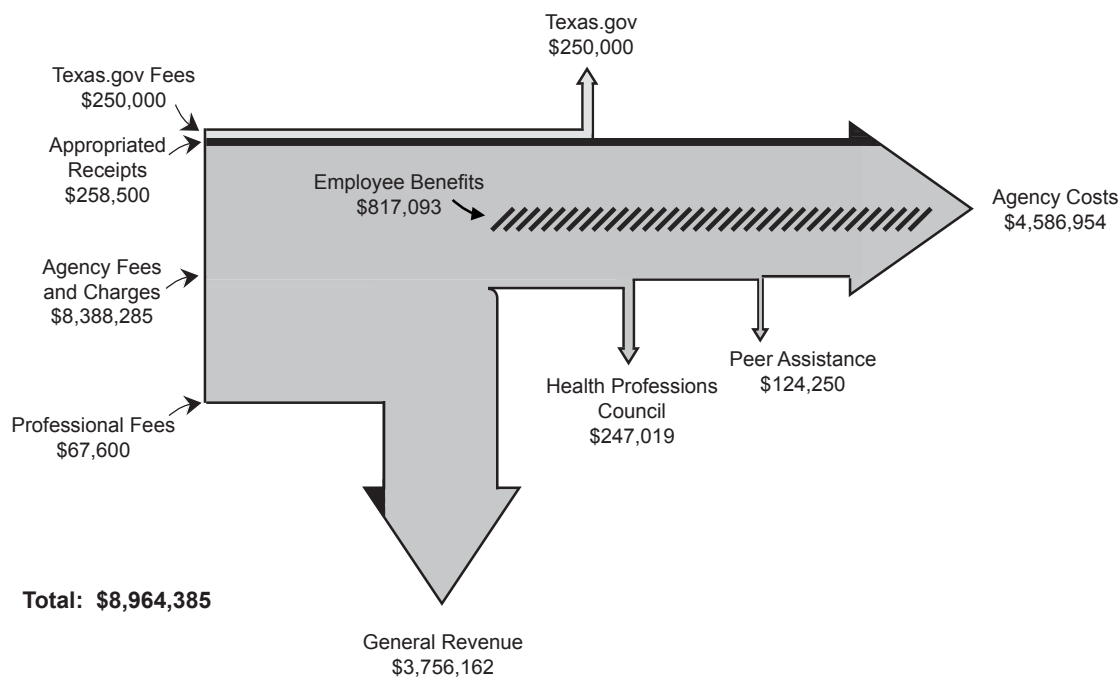 Texas.gov
$250,000
Texas.gov Fees
$250,000
Appropriated
Receipts
$258,500
Employee Benefits
$817,093
Agency Costs
$4,586,954
Agency Fees
and Charges
$8,388,285
Peer Assistance
$124,250
Health Professions
Council
$247,019
Professional Fees
$67,600
Total: $8,964,385
General Revenue
$3,756,162